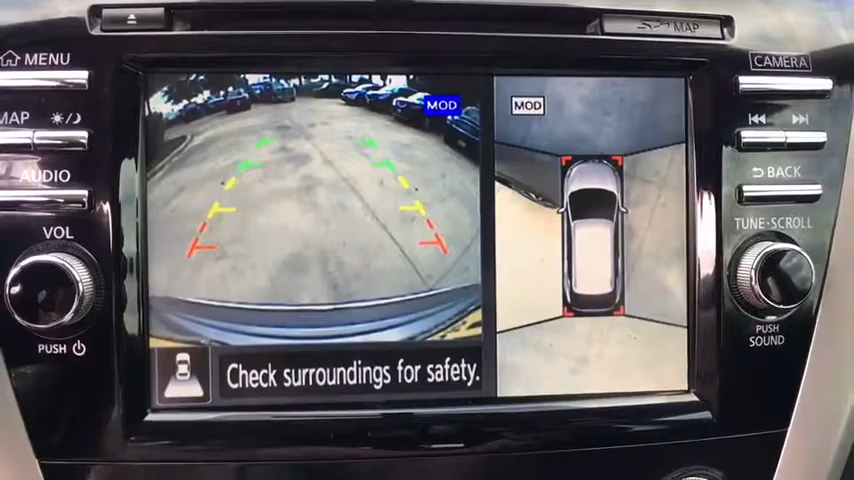 MAP
MENU
CAMERA
MOD
MOD
MAP
AUDIO
BACK
VOL
TUNE·SCROLL
PUSH
PUSH
SOUND
Check surroundings for safety.